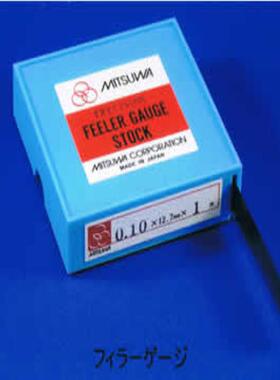 MITSUWA
PRECISION
FEELER GAUGE
STOCK
MITSUWA CORPORATION
MADE IN JAPAN
MITSUWA
0.10 × 12.7mm × 1 m
フィラーゲージ